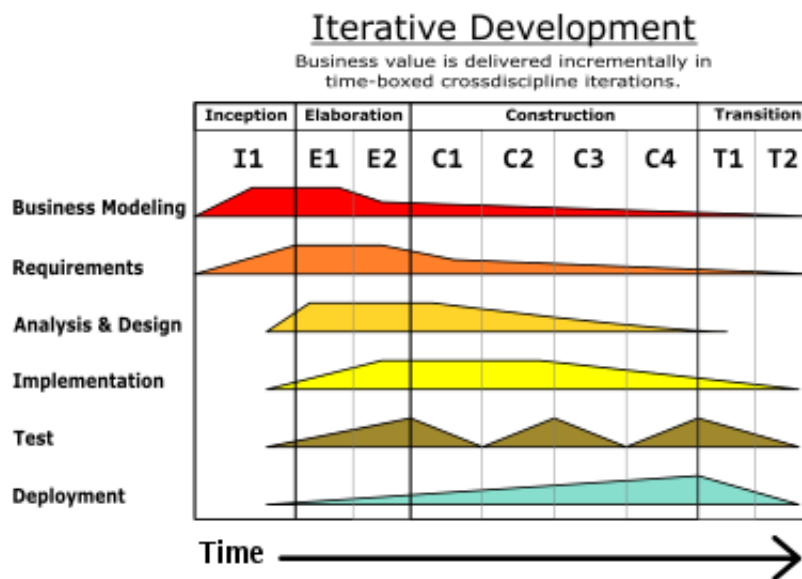 Iterative Development
Business value is delivered incrementally in
time-boxed crossdiscipline iterations.
Inception Elaboration Construction Transition
I1 E1 E2 C1 C2 C3 C4 T1 T2
Business Modeling
Requirements
Analysis & Design
Implementation
Test
Deployment
Time